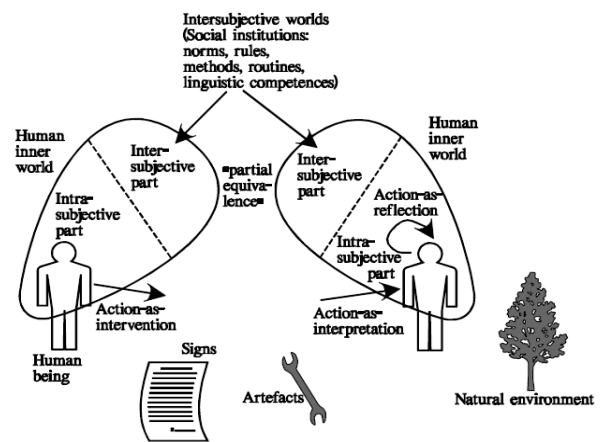 Intersubjective worlds
(Social institutions:
norms, rules,
methods, routines,
linguistic competences)
Human
inner
world
Inter-
subjective
part
Intra-
subjective
part
"partial
equiva-
lence"
Inter-
subjective
part
Human
inner
world
Action-as-
reflection
Intra-
subjective
part
Action-as-
intervention
Action-as-
interpretation
Human
being
Signs
Artefacts
Natural environment